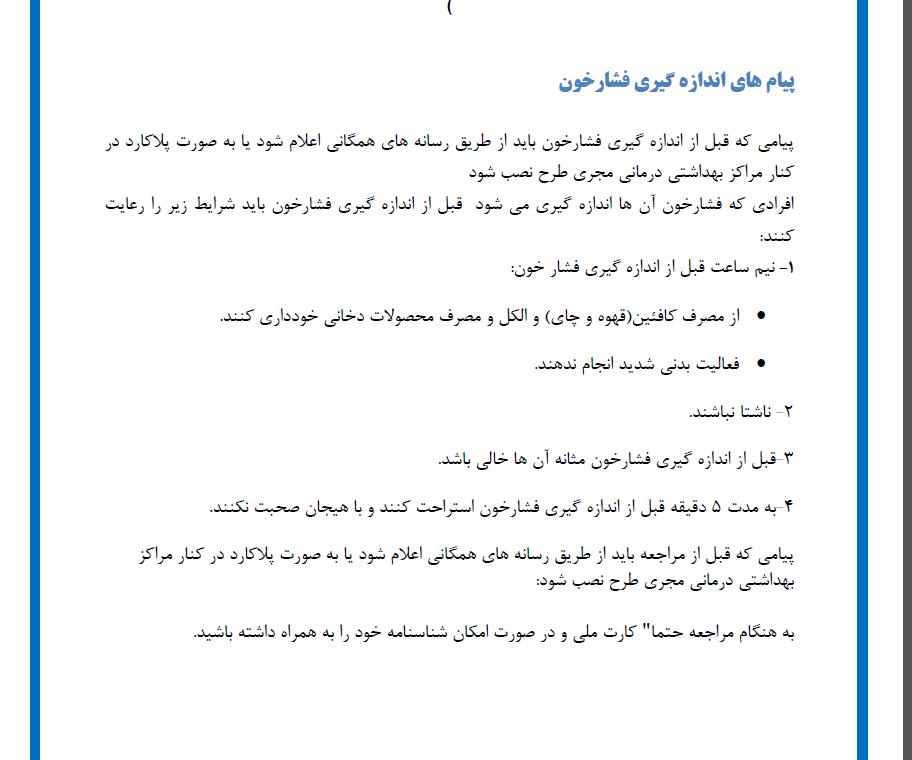 (
پیام های اندازه گیری فشارخون
پیامی که قبل از اندازه گیری فشارخون باید از طریق رسانه های همگانی اعلام شود یا به صورت پلاکارد در
کنار مراکز بهداشتی درمانی مجری طرح نصب شود
افرادی که فشارخون آن ها اندازه گیری می شود قبل از اندازه گیری فشارخون باید شرایط زیر را رعایت
کنند:
۱- نیم ساعت قبل از اندازه گیری فشار خون:
● از مصرف کافئین(قهوه و چای) و الکل و مصرف محصولات دخانی خودداری کنند.
● فعالیت بدنی شدید انجام ندهند.
۲- ناشتا نباشند.
۳-قبل از اندازه گیری فشارخون مثانه آن ها خالی باشد.
۴-به مدت ۵ دقیقه قبل از اندازه گیری فشارخون استراحت کنند و با هیجان صحبت نکنند.
پیامی که قبل از مراجعه باید از طریق رسانه های همگانی اعلام شود یا به صورت پلاکارد در کنار مراکز
بهداشتی درمانی مجری طرح نصب شود:
به هنگام مراجعه حتما" کارت ملی و در صورت امکان شناسنامه خود را به همراه داشته باشید.